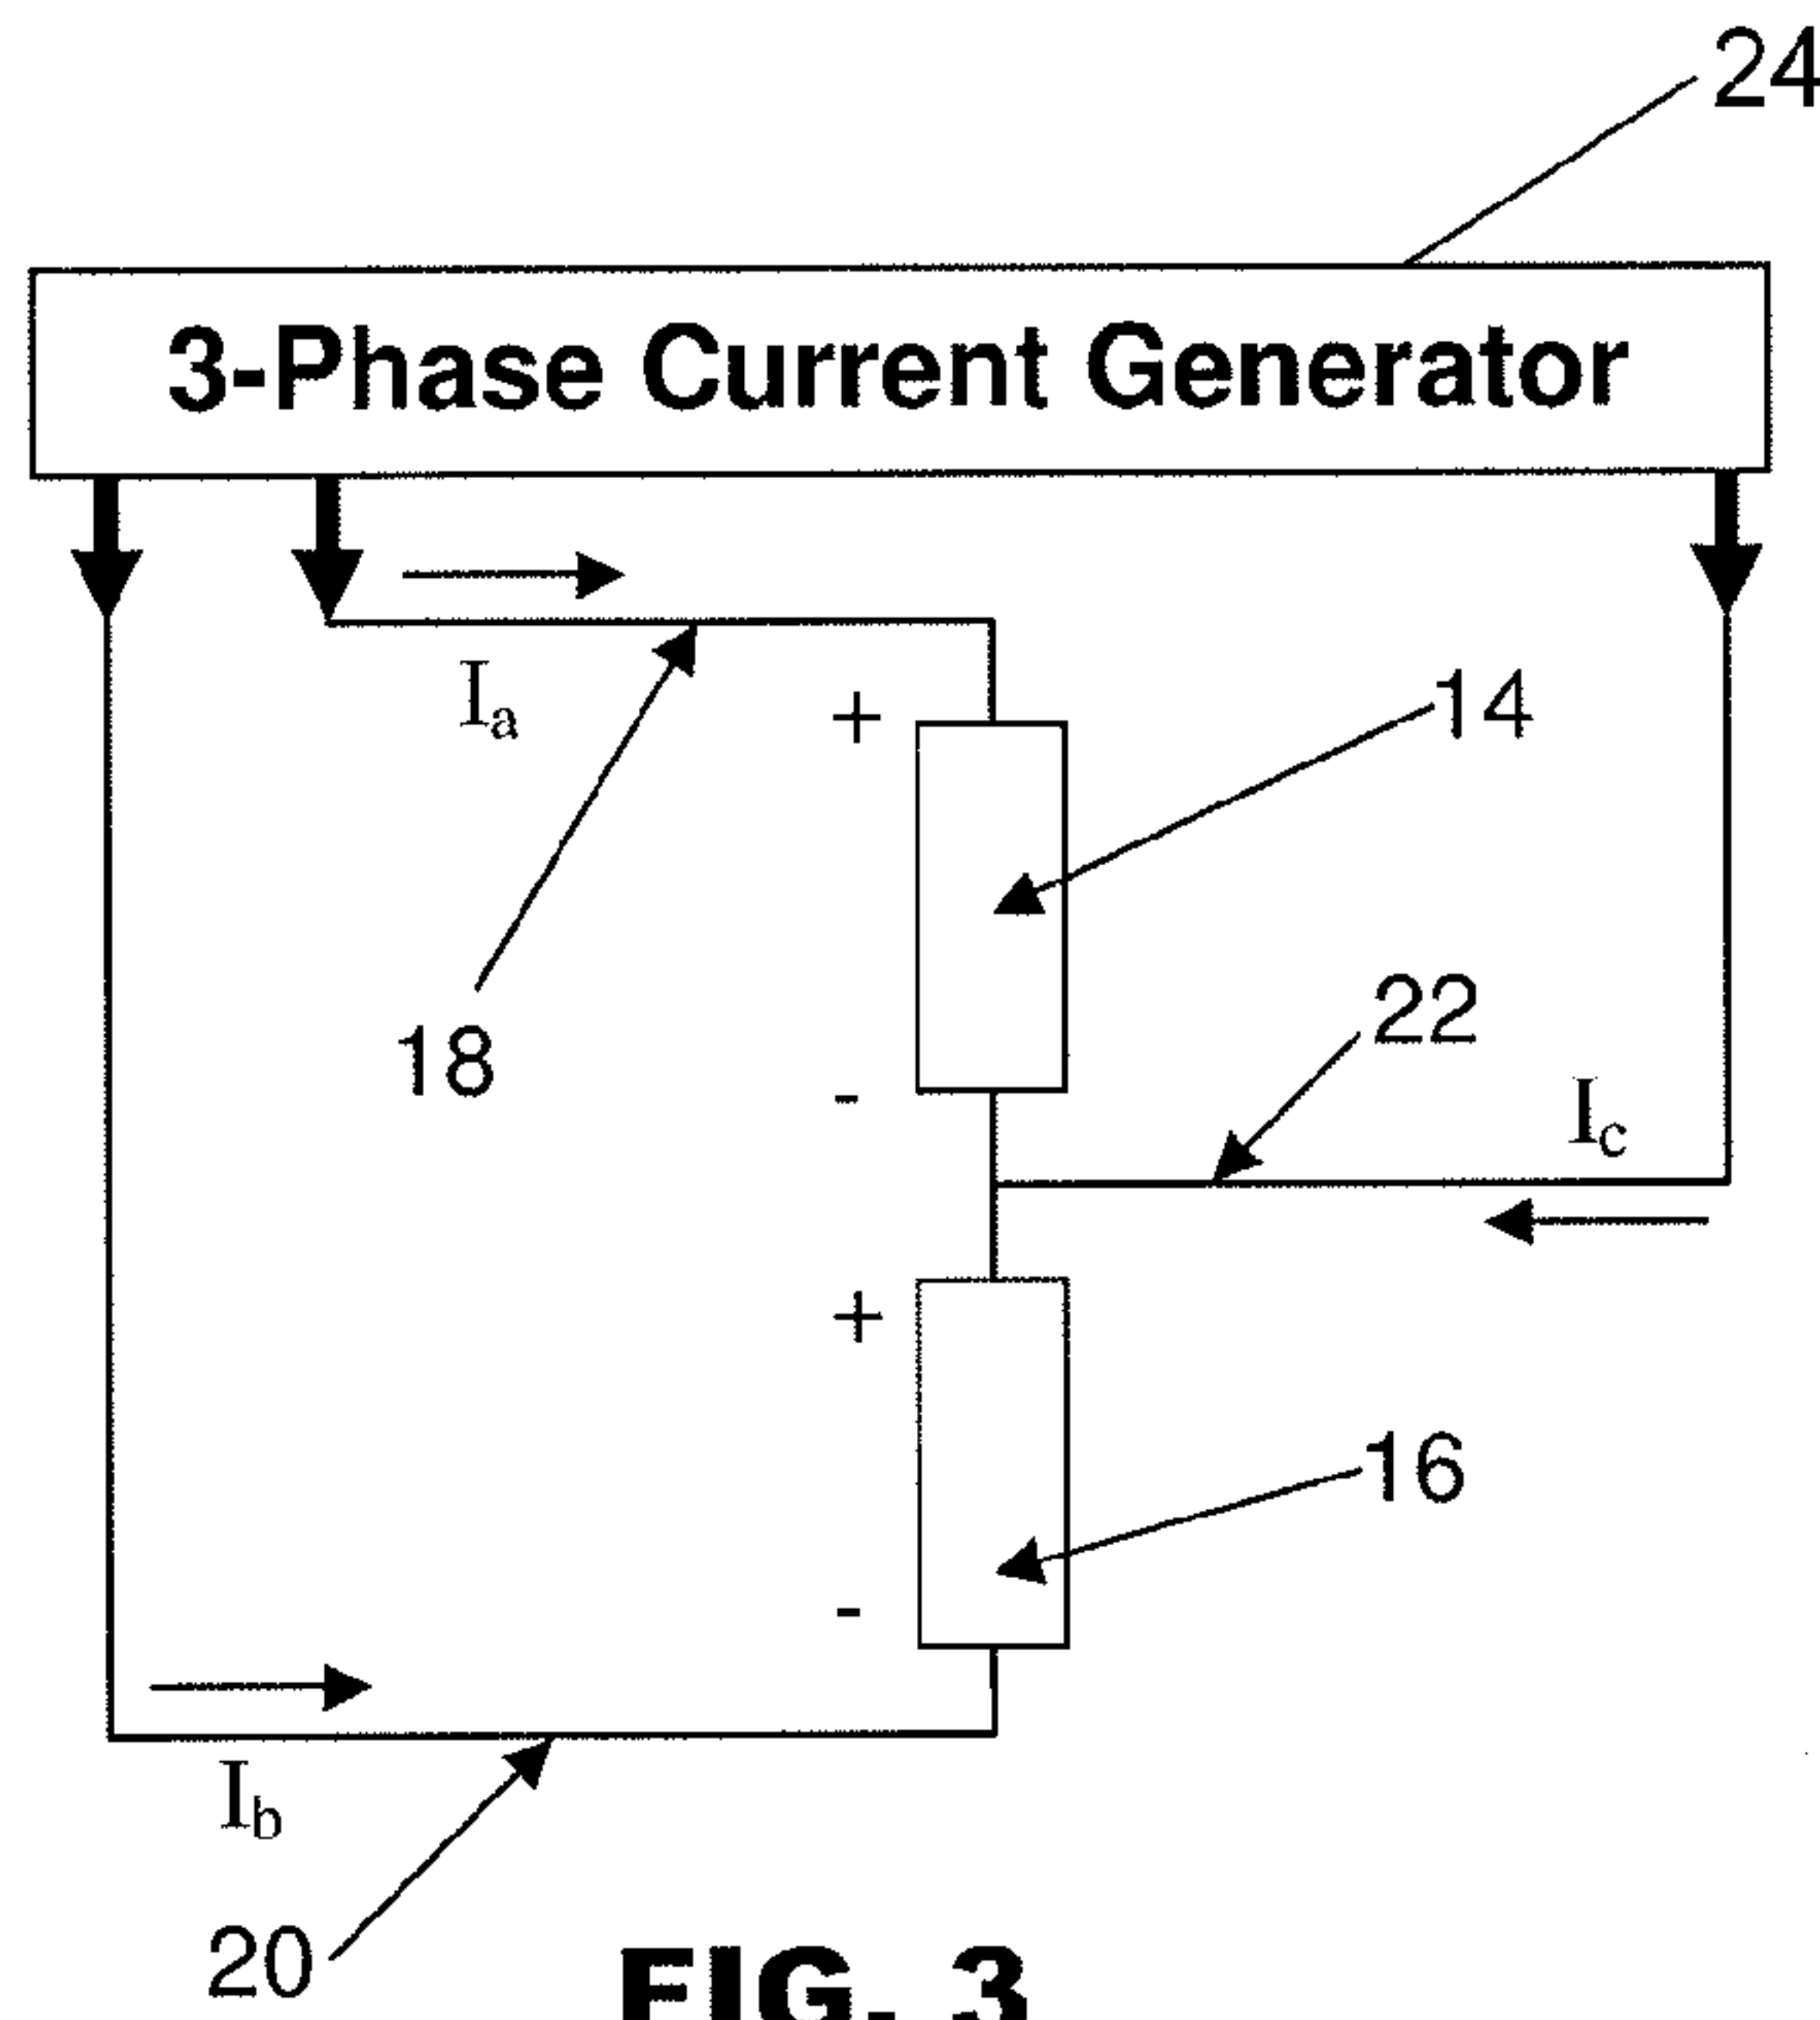 24
3-Phase Current Generator
Ia
+
14
18
-
22
Ic
+
16
-
Ib
20
FIG. 3